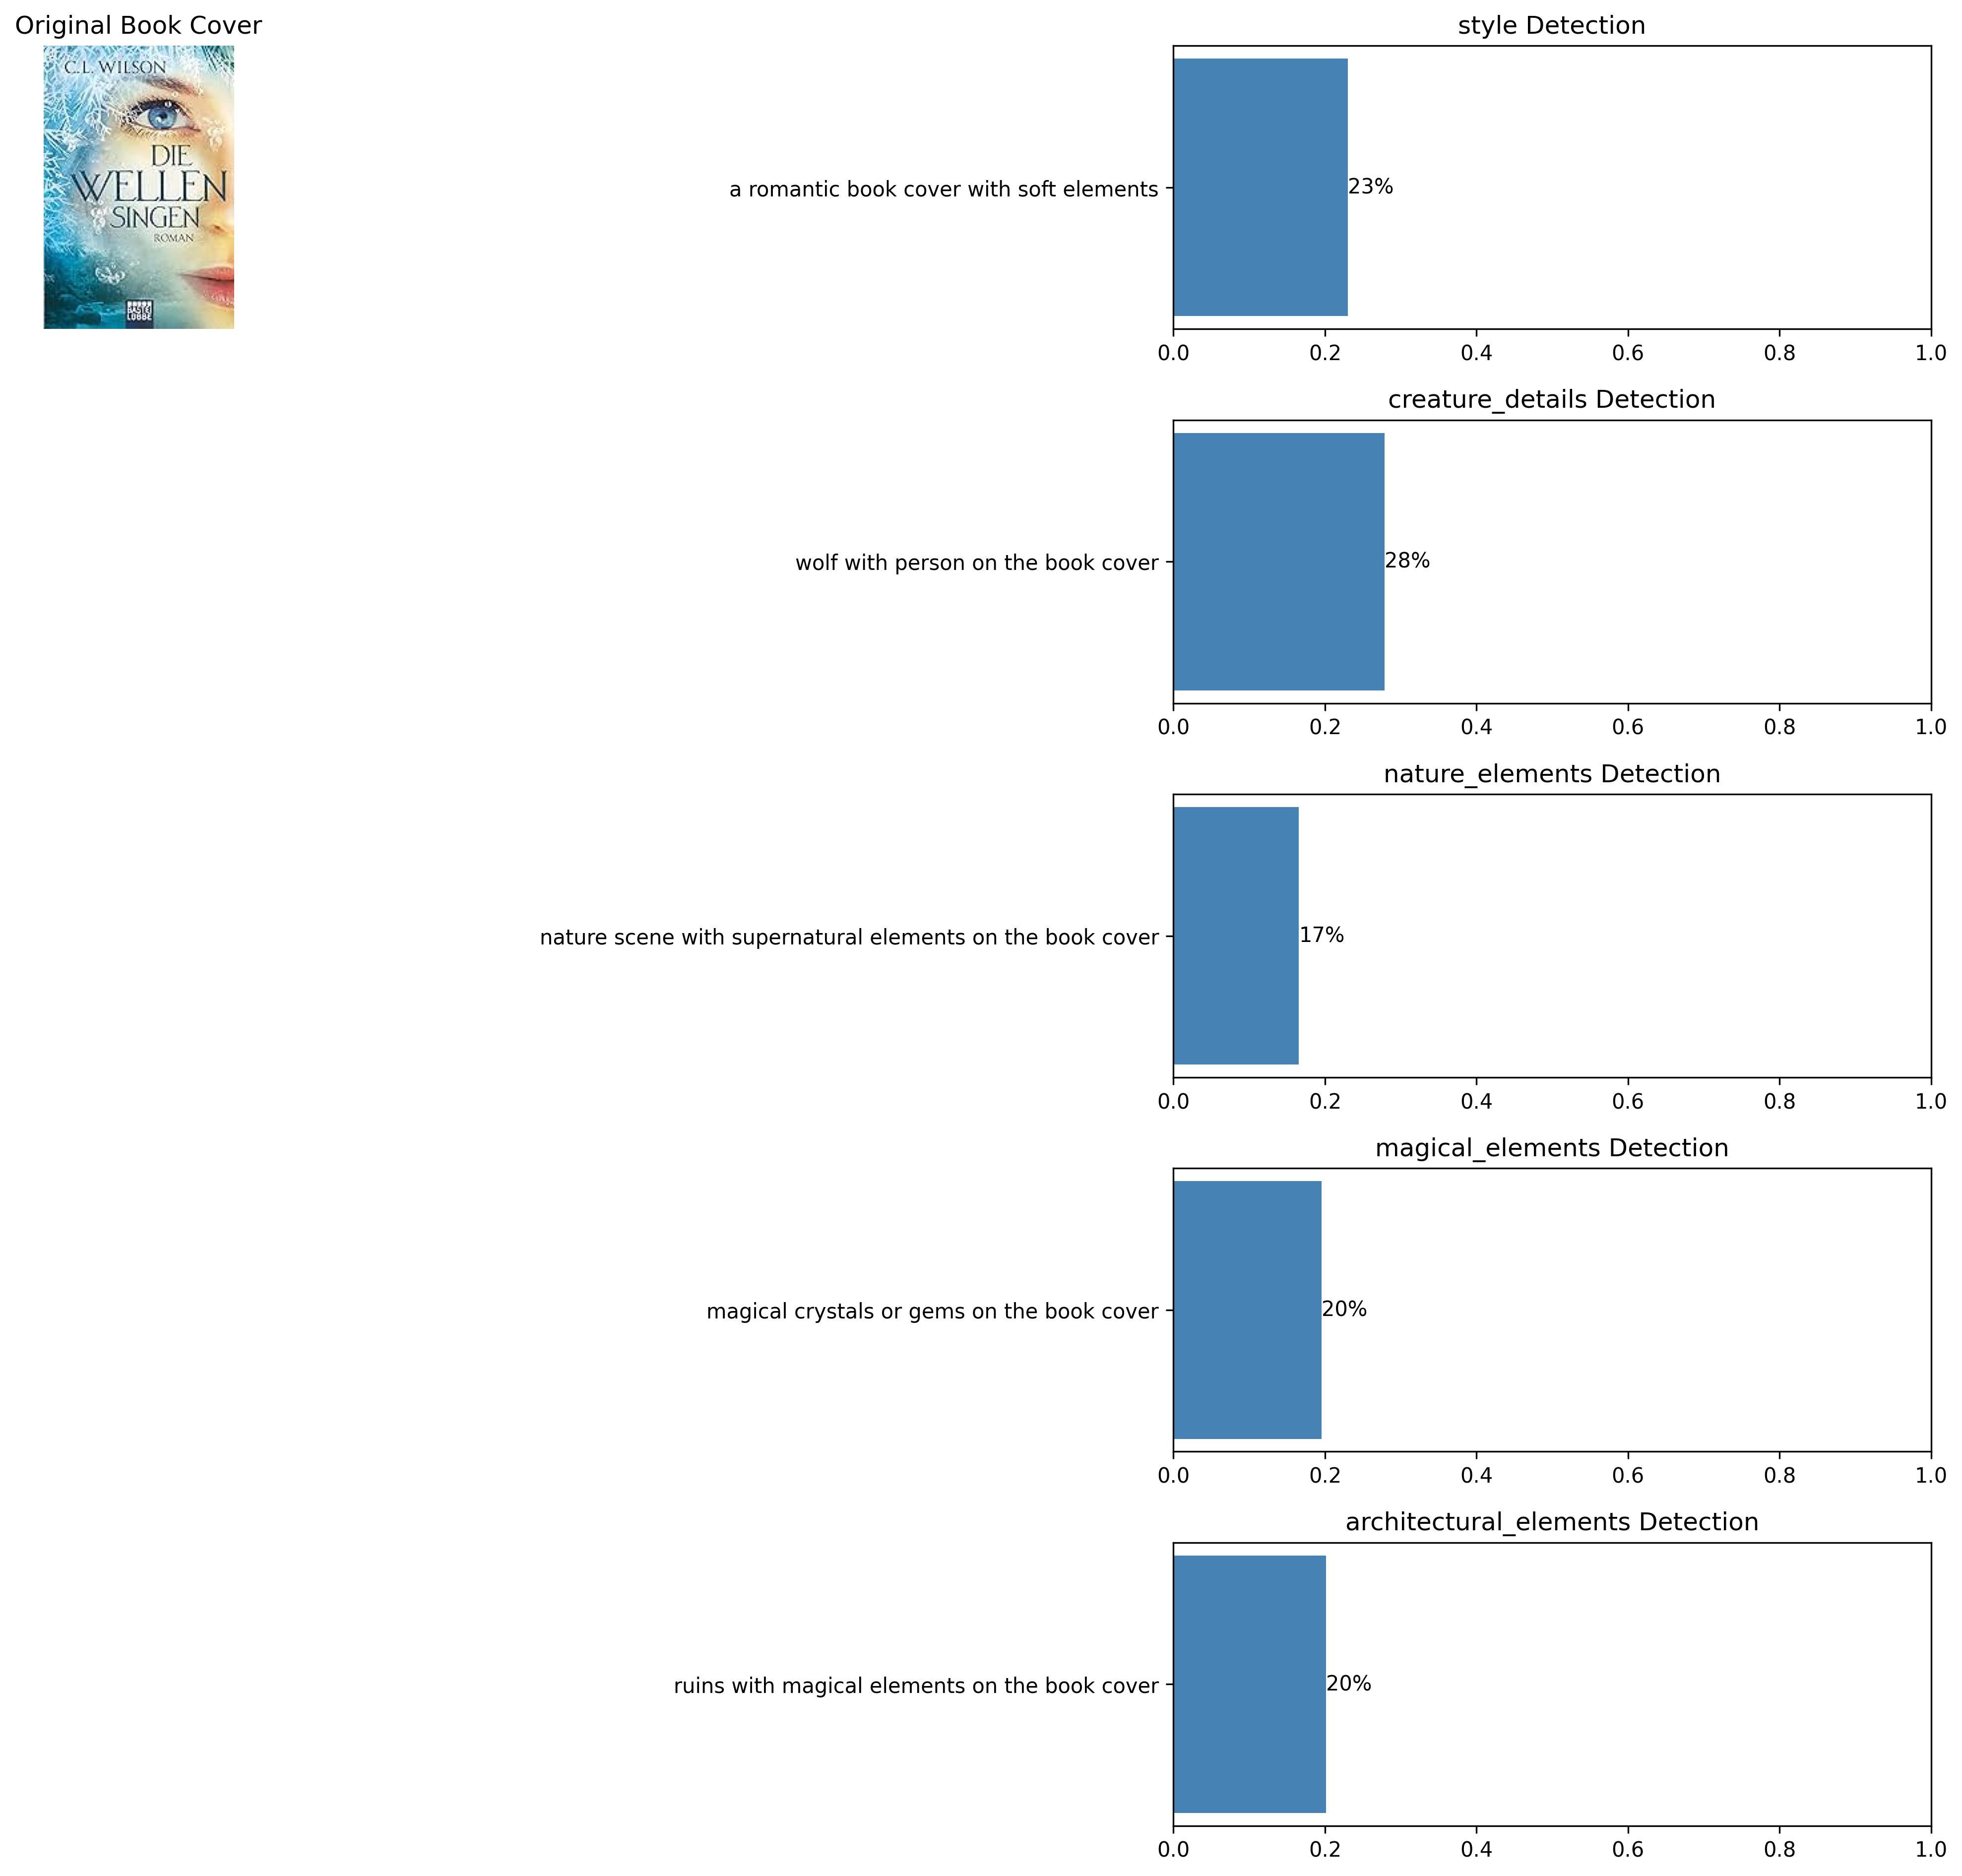 Original Book Cover
C.L. WILSON
DIE
WELLEN
SINGEN
ROMAN
BASTEI
LÜBBE
style Detection
a romantic book cover with soft elements
23%
0.0 0.2 0.4 0.6 0.8 1.0
creature_details Detection
wolf with person on the book cover
28%
0.0 0.2 0.4 0.6 0.8 1.0
nature_elements Detection
nature scene with supernatural elements on the book cover
17%
0.0 0.2 0.4 0.6 0.8 1.0
magical_elements Detection
magical crystals or gems on the book cover
20%
0.0 0.2 0.4 0.6 0.8 1.0
architectural_elements Detection
ruins with magical elements on the book cover
20%
0.0 0.2 0.4 0.6 0.8 1.0